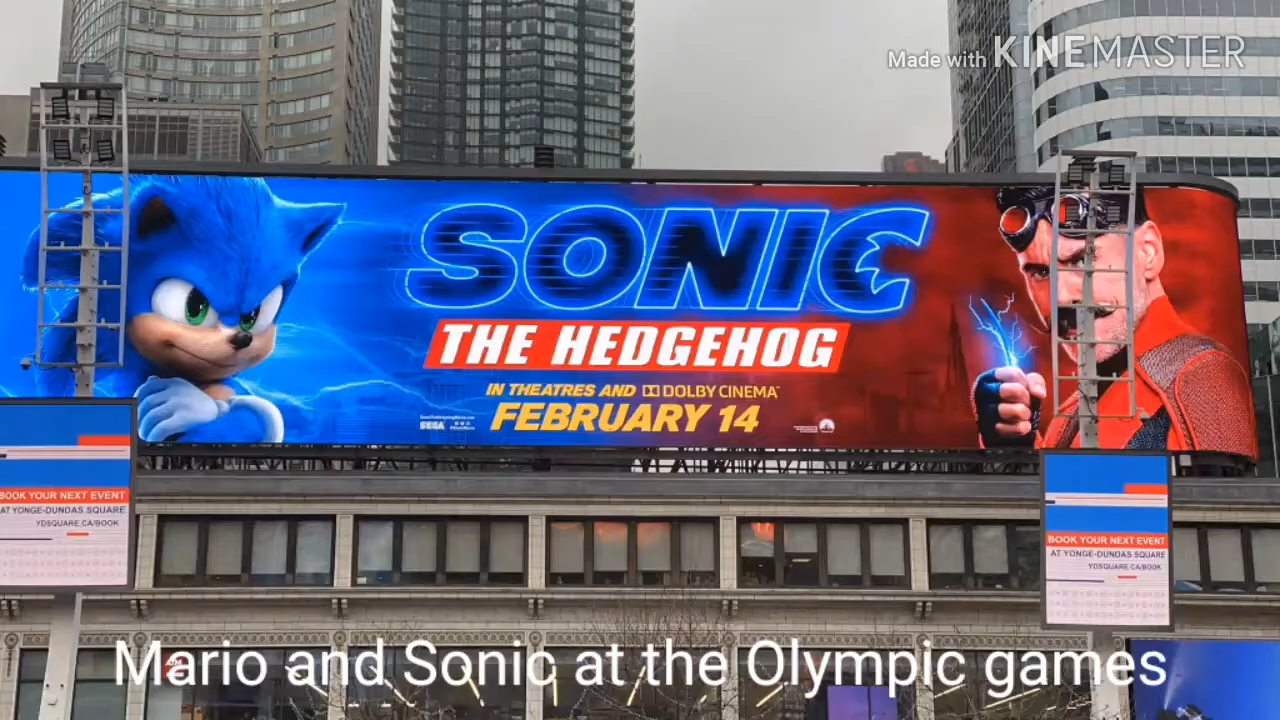 Made with KINEMASTER
SONIC
THE HEDGEHOG
IN THEATRES AND DOLBY CINEMA
FEBRUARY 14
SEGA
BOOK YOUR NEXT EVENT
AT YONGE-DUNDAS SQUARE
YDSQUARE.CA/BOOK
BOOK YOUR NEXT EVENT
AT YONGE-DUNDAS SQUARE
YDSQUARE.CA/BOOK
Mario and Sonic at the Olympic games